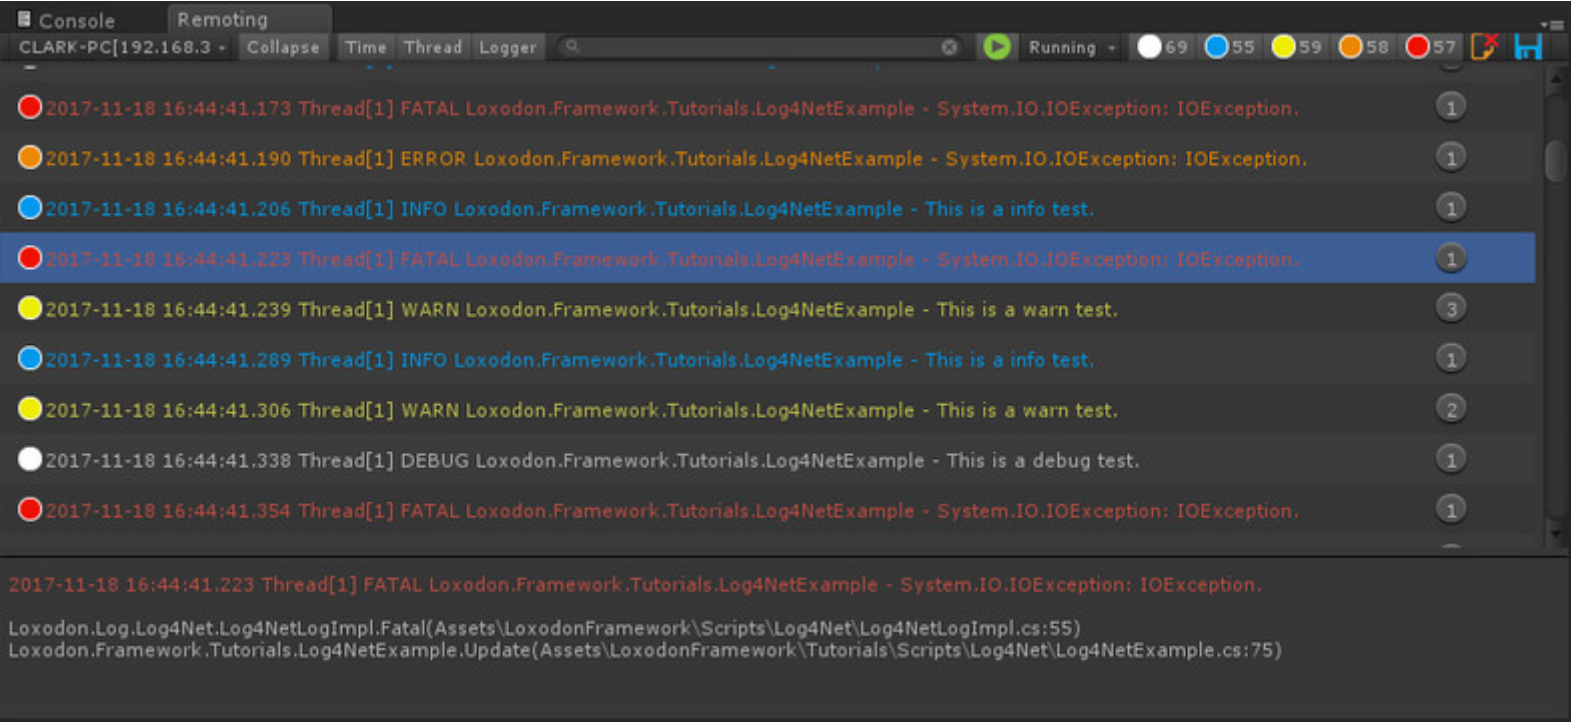 Console Remoting
CLARK-PC[192.168.3 Collapse Time Thread Logger Running 69 55 59 58 57
2017-11-18 16:44:41.173 Thread[1] FATAL Loxodon.Framework.Tutorials.Log4NetExample - System.IO.IOException: IOException. 1
2017-11-18 16:44:41.190 Thread[1] ERROR Loxodon.Framework.Tutorials.Log4NetExample - System.IO.IOException: IOException. 1
2017-11-18 16:44:41.206 Thread[1] INFO Loxodon.Framework.Tutorials.Log4NetExample - This is a info test. 1
2017-11-18 16:44:41.223 Thread[1] FATAL Loxodon.Framework.Tutorials.Log4NetExample - System.IO.IOException: IOException. 1
2017-11-18 16:44:41.239 Thread[1] WARN Loxodon.Framework.Tutorials.Log4NetExample - This is a warn test. 3
2017-11-18 16:44:41.289 Thread[1] INFO Loxodon.Framework.Tutorials.Log4NetExample - This is a info test. 1
2017-11-18 16:44:41.306 Thread[1] WARN Loxodon.Framework.Tutorials.Log4NetExample - This is a warn test. 2
2017-11-18 16:44:41.338 Thread[1] DEBUG Loxodon.Framework.Tutorials.Log4NetExample - This is a debug test. 1
2017-11-18 16:44:41.354 Thread[1] FATAL Loxodon.Framework.Tutorials.Log4NetExample - System.IO.IOException: IOException. 1
2017-11-18 16:44:41.223 Thread[1] FATAL Loxodon.Framework.Tutorials.Log4NetExample - System.IO.IOException: IOException.
Loxodon.Log.Log4Net.Log4NetLogImpl.Fatal(Assets\LoxodonFramework\Scripts\Log4Net\Log4NetLogImpl.cs:55)
Loxodon.Framework.Tutorials.Log4NetExample.Update(Assets\LoxodonFramework\Tutorials\Scripts\Log4Net\Log4NetExample.cs:75)